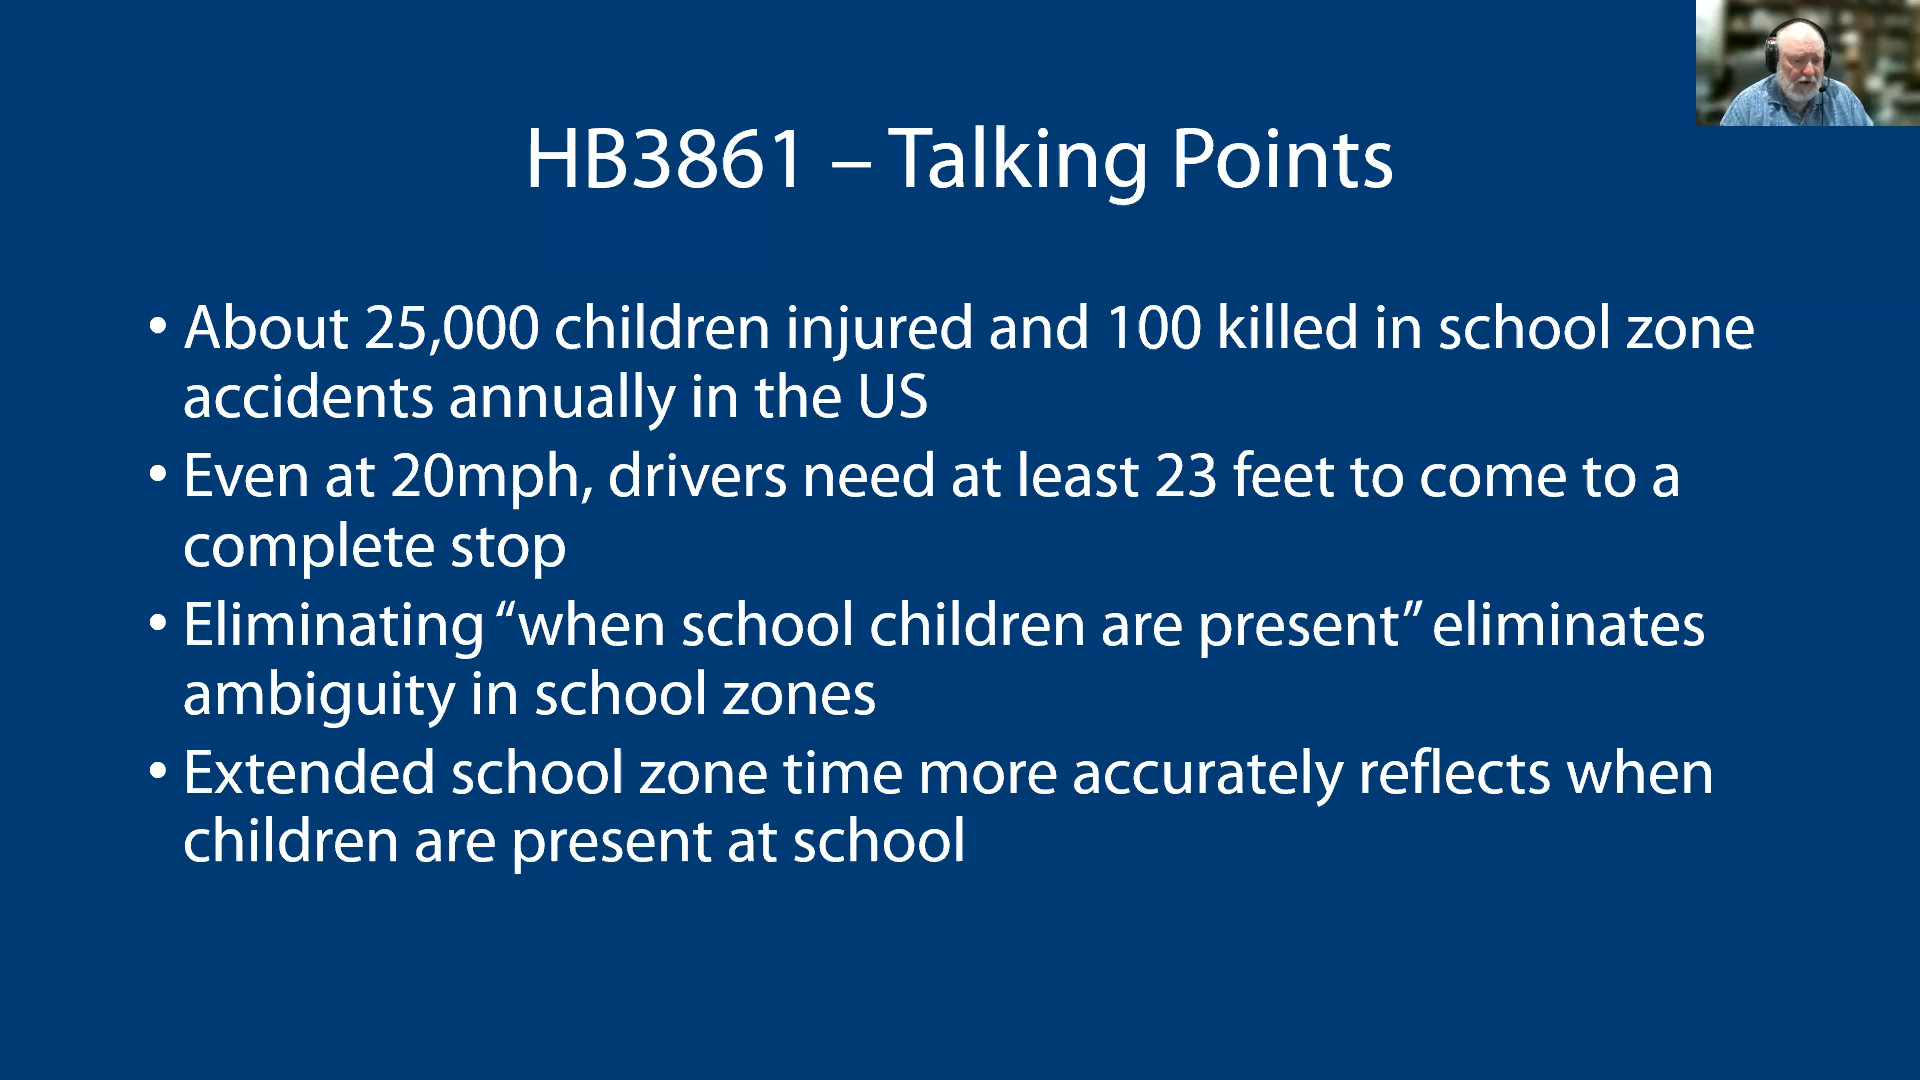 HB3861 – Talking Points
• About 25,000 children injured and 100 killed in school zone
accidents annually in the US
• Even at 20mph, drivers need at least 23 feet to come to a
complete stop
• Eliminating “when school children are present” eliminates
ambiguity in school zones
• Extended school zone time more accurately reflects when
children are present at school